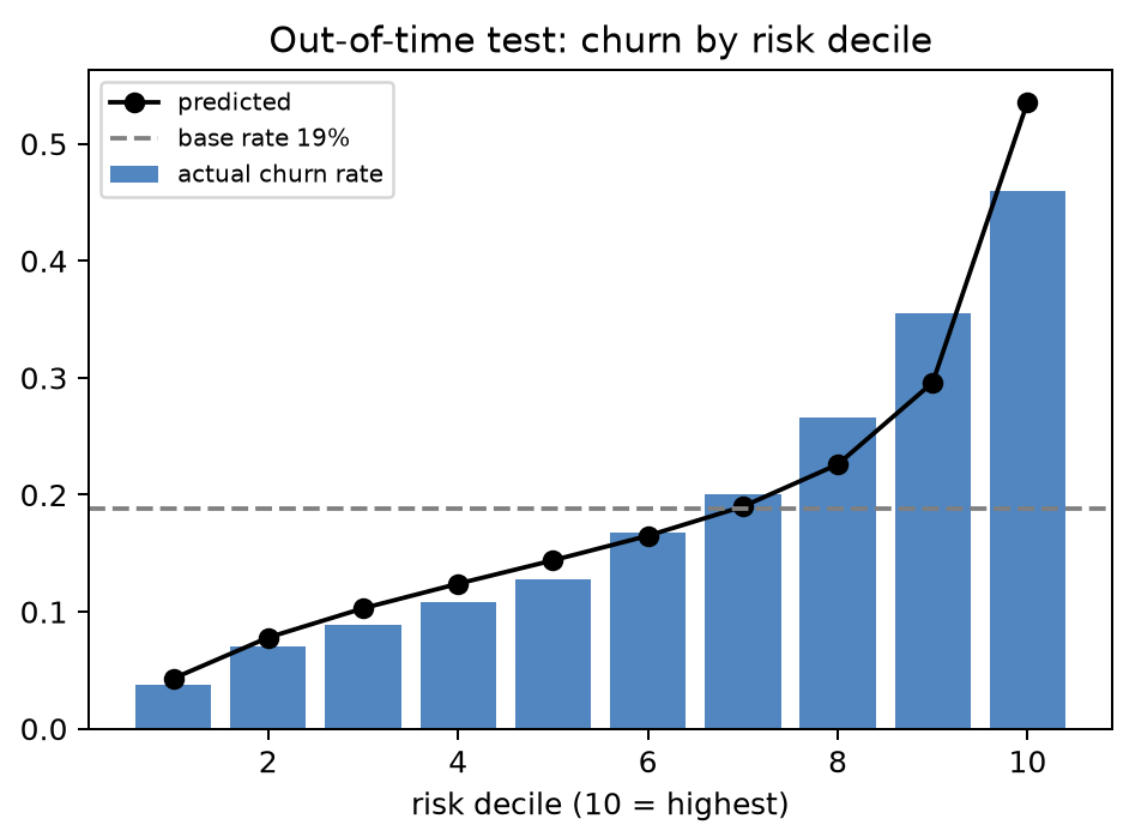 Out-of-time test: churn by risk decile
predicted
base rate 19%
actual churn rate
0.5
0.4
0.3
0.2
0.1
0.0
2 4 6 8 10
risk decile (10 = highest)